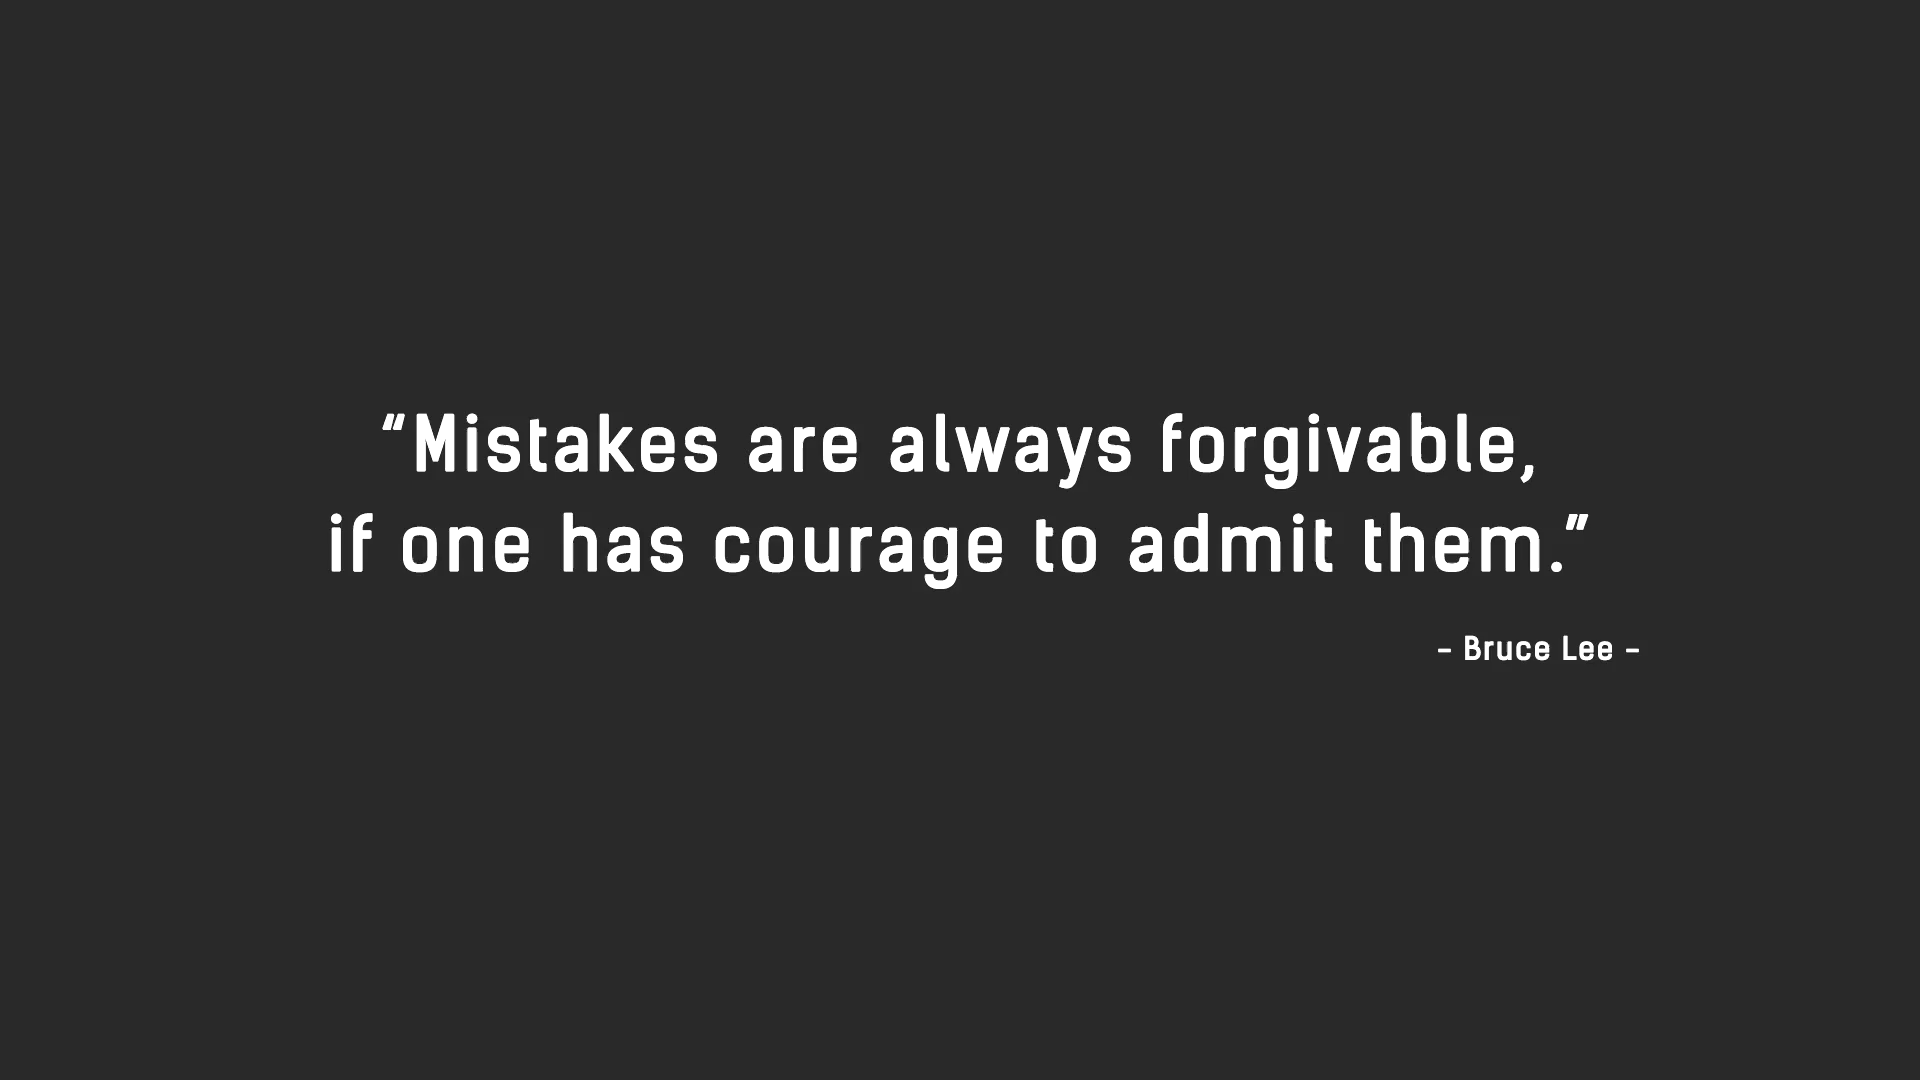 “Mistakes are always forgivable,
if one has courage to admit them.”
– Bruce Lee –